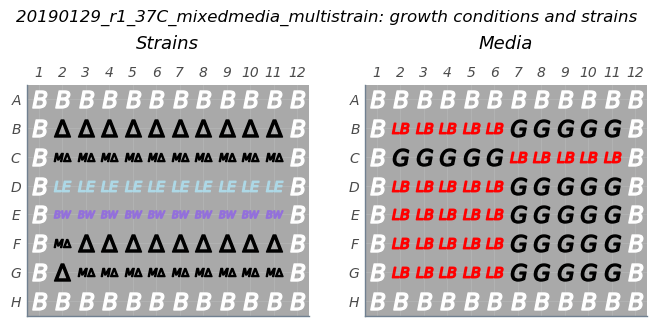 20190129_r1_37C_mixedmedia_multistrain: growth conditions and strains
Strains Media
1 2 3 4 5 6 7 8 9 10 11 12 1 2 3 4 5 6 7 8 9 10 11 12
A B B B B B B B B B B B B A B B B B B B B B B B B B
B B Δ Δ Δ Δ Δ Δ Δ Δ Δ Δ B B B LB LB LB LB LB G G G G G B
C B MΔ MΔ MΔ MΔ MΔ MΔ MΔ MΔ MΔ MΔ B C B G G G G G LB LB LB LB LB B
D B LE LE LE LE LE LE LE LE LE LE B D B LB LB LB LB LB G G G G G B
E B BW BW BW BW BW BW BW BW BW BW B E B LB LB LB LB LB G G G G G B
F B MΔ Δ Δ Δ Δ Δ Δ Δ Δ Δ B F B LB LB LB LB LB G G G G G B
G B Δ MΔ MΔ MΔ MΔ MΔ MΔ MΔ MΔ MΔ B G B LB LB LB LB LB G G G G G B
H B B B B B B B B B B B B H B B B B B B B B B B B B